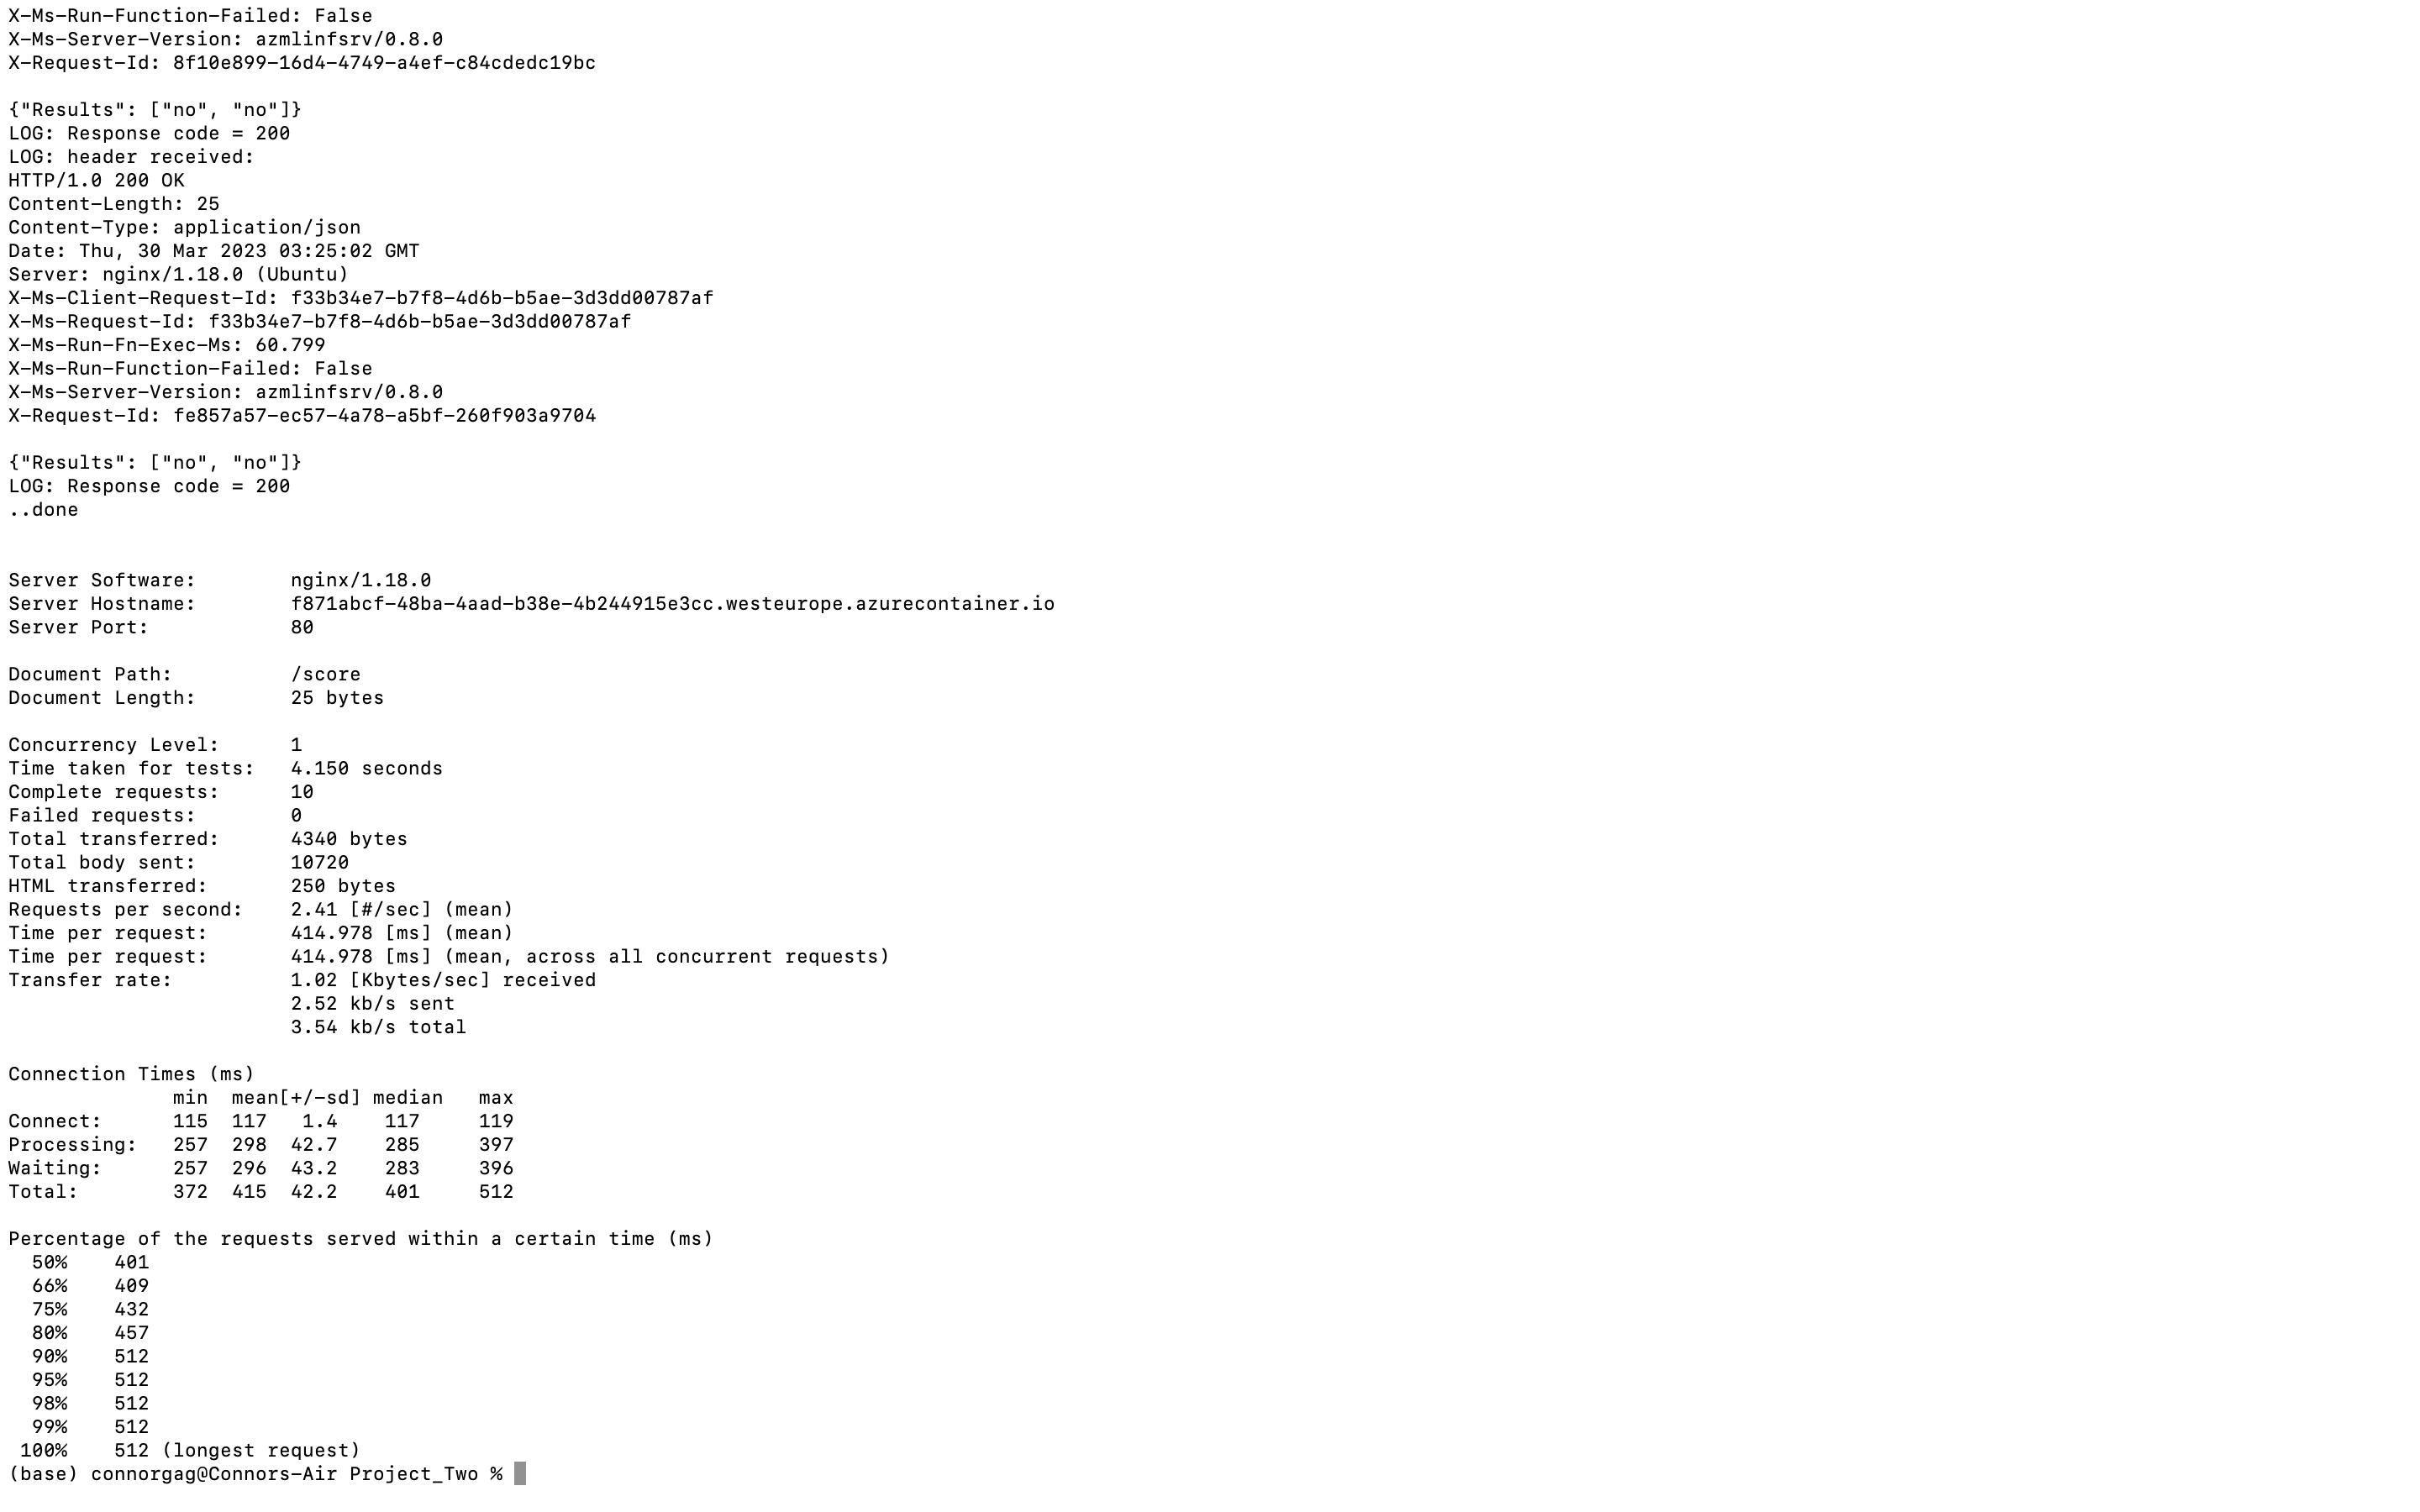 X-Ms-Run-Function-Failed: False
X-Ms-Server-Version: azmlinfsrv/0.8.0
X-Request-Id: 8f10e899-16d4-4749-a4ef-c84cdedc19bc

{"Results": ["no", "no"]}
LOG: Response code = 200
LOG: header received:
HTTP/1.0 200 OK
Content-Length: 25
Content-Type: application/json
Date: Thu, 30 Mar 2023 03:25:02 GMT
Server: nginx/1.18.0 (Ubuntu)
X-Ms-Client-Request-Id: f33b34e7-b7f8-4d6b-b5ae-3d3dd00787af
X-Ms-Request-Id: f33b34e7-b7f8-4d6b-b5ae-3d3dd00787af
X-Ms-Run-Fn-Exec-Ms: 60.799
X-Ms-Run-Function-Failed: False
X-Ms-Server-Version: azmlinfsrv/0.8.0
X-Request-Id: fe857a57-ec57-4a78-a5bf-260f903a9704

{"Results": ["no", "no"]}
LOG: Response code = 200
..done


Server Software:        nginx/1.18.0
Server Hostname:        f871abcf-48ba-4aad-b38e-4b244915e3cc.westeurope.azurecontainer.io
Server Port:            80

Document Path:          /score
Document Length:        25 bytes

Concurrency Level:      1
Time taken for tests:   4.150 seconds
Complete requests:      10
Failed requests:        0
Total transferred:      4340 bytes
Total body sent:        10720
HTML transferred:       250 bytes
Requests per second:    2.41 [#/sec] (mean)
Time per request:       414.978 [ms] (mean)
Time per request:       414.978 [ms] (mean, across all concurrent requests)
Transfer rate:          1.02 [Kbytes/sec] received
                        2.52 kb/s sent
                        3.54 kb/s total

Connection Times (ms)
              min  mean[+/-sd] median   max
Connect:      115  117   1.4    117     119
Processing:   257  298  42.7    285     397
Waiting:      257  296  43.2    283     396
Total:        372  415  42.2    401     512

Percentage of the requests served within a certain time (ms)
  50%    401
  66%    409
  75%    432
  80%    457
  90%    512
  95%    512
  98%    512
  99%    512
 100%    512 (longest request)
(base) connorgag@Connors-Air Project_Two %